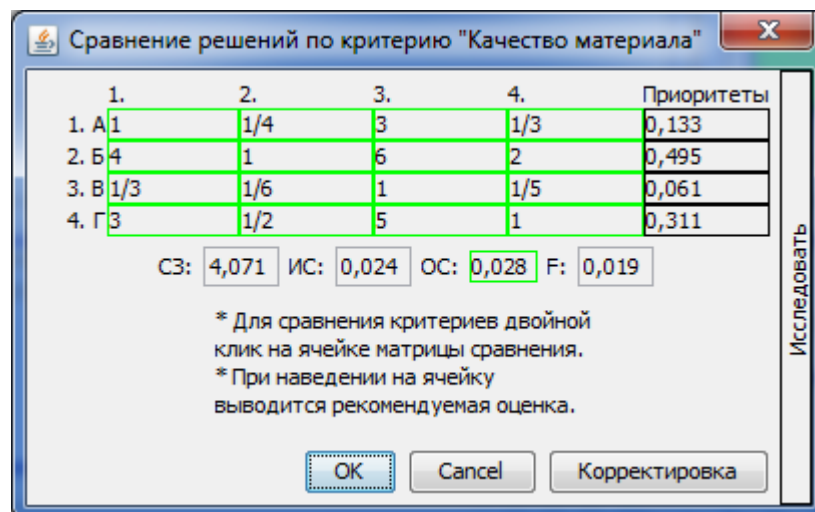 Сравнение решений по критерию "Качество материала"
1. 2. 3. 4. Приоритеты
1. А 1 1/4 3 1/3 0,133
2. Б 4 1 6 2 0,495
3. В 1/3 1/6 1 1/5 0,061
4. Г 3 1/2 5 1 0,311
СЗ: 4,071 ИС: 0,024 ОС: 0,028 F: 0,019
* Для сравнения критериев двойной
клик на ячейке матрицы сравнения.
* При наведении на ячейку
выводится рекомендуемая оценка.
OK Cancel Корректировка
Исследовать